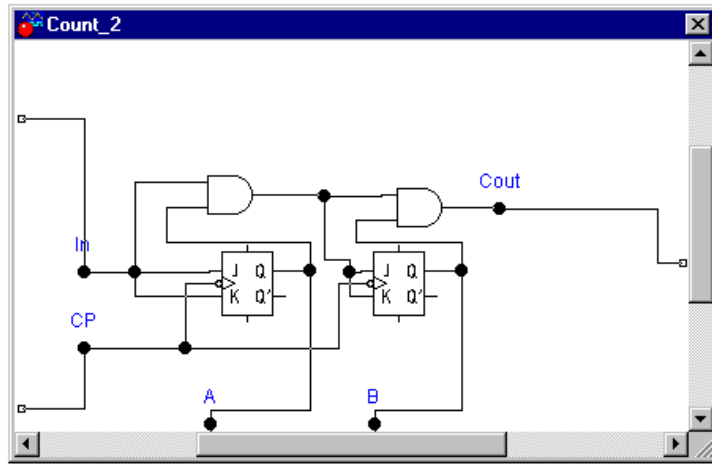 Count_2
Cout
In
J Q
K Q'
J Q
K Q'
CP
A
B